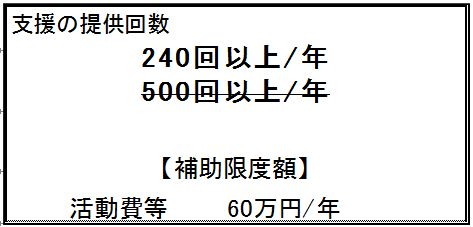 支援の提供回数
240回以上/年
500回以上/年
【補助限度額】
活動費等　　60万円/年